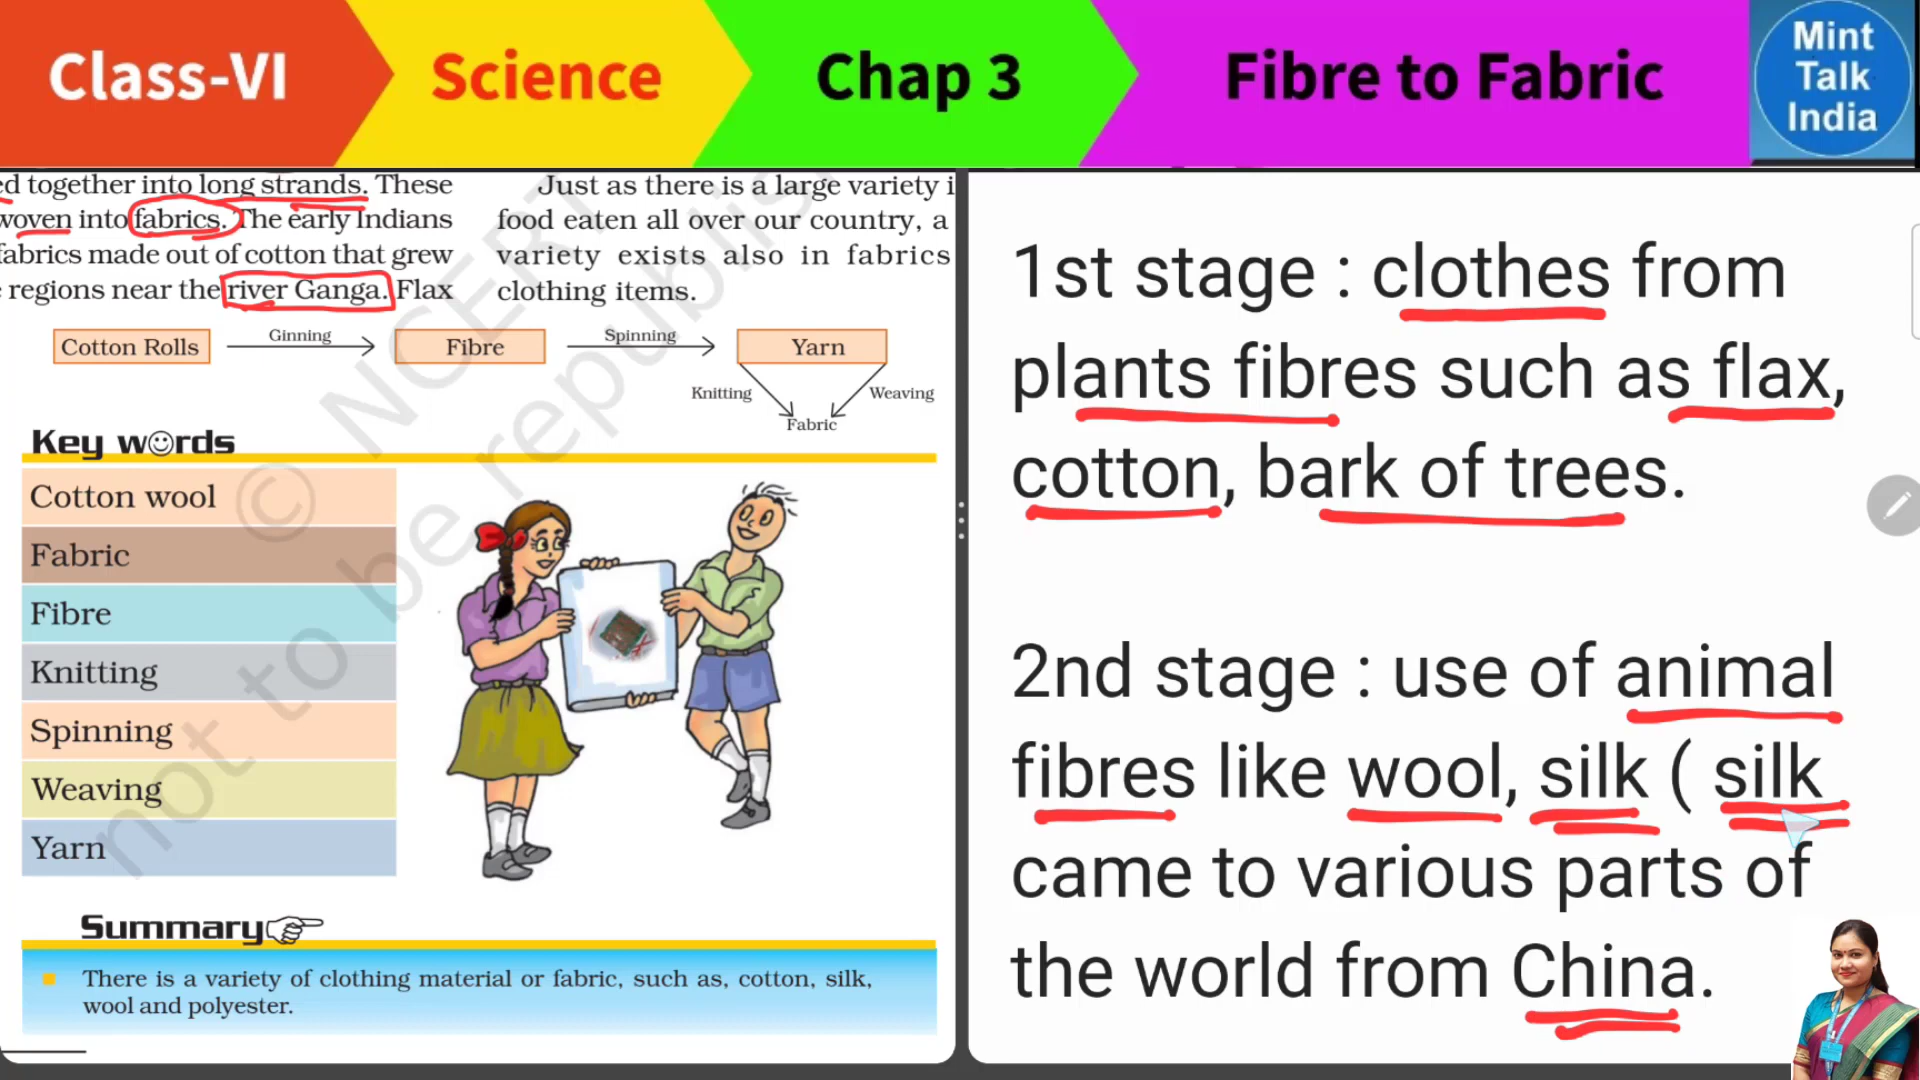 Class-VI
Science
Chap 3
Fibre to Fabric
Mint
Talk
India
ed together into long strands. These
woven into fabrics. The early Indians
fabrics made out of cotton that grew
regions near the river Ganga. Flax
Just as there is a large variety i
food eaten all over our country, a
variety exists also in fabrics
clothing items.
Cotton Rolls
Ginning
Fibre
Spinning
Yarn
Knitting
Weaving
Fabric
Key words
Cotton wool
Fabric
Fibre
Knitting
Spinning
Weaving
Yarn
© NCERT
not to be republis
Summary
There is a variety of clothing material or fabric, such as, cotton, silk,
wool and polyester.
1st stage : clothes from
plants fibres such as flax,
cotton, bark of trees.
2nd stage : use of animal
fibres like wool, silk ( silk
came to various parts of
the world from China.